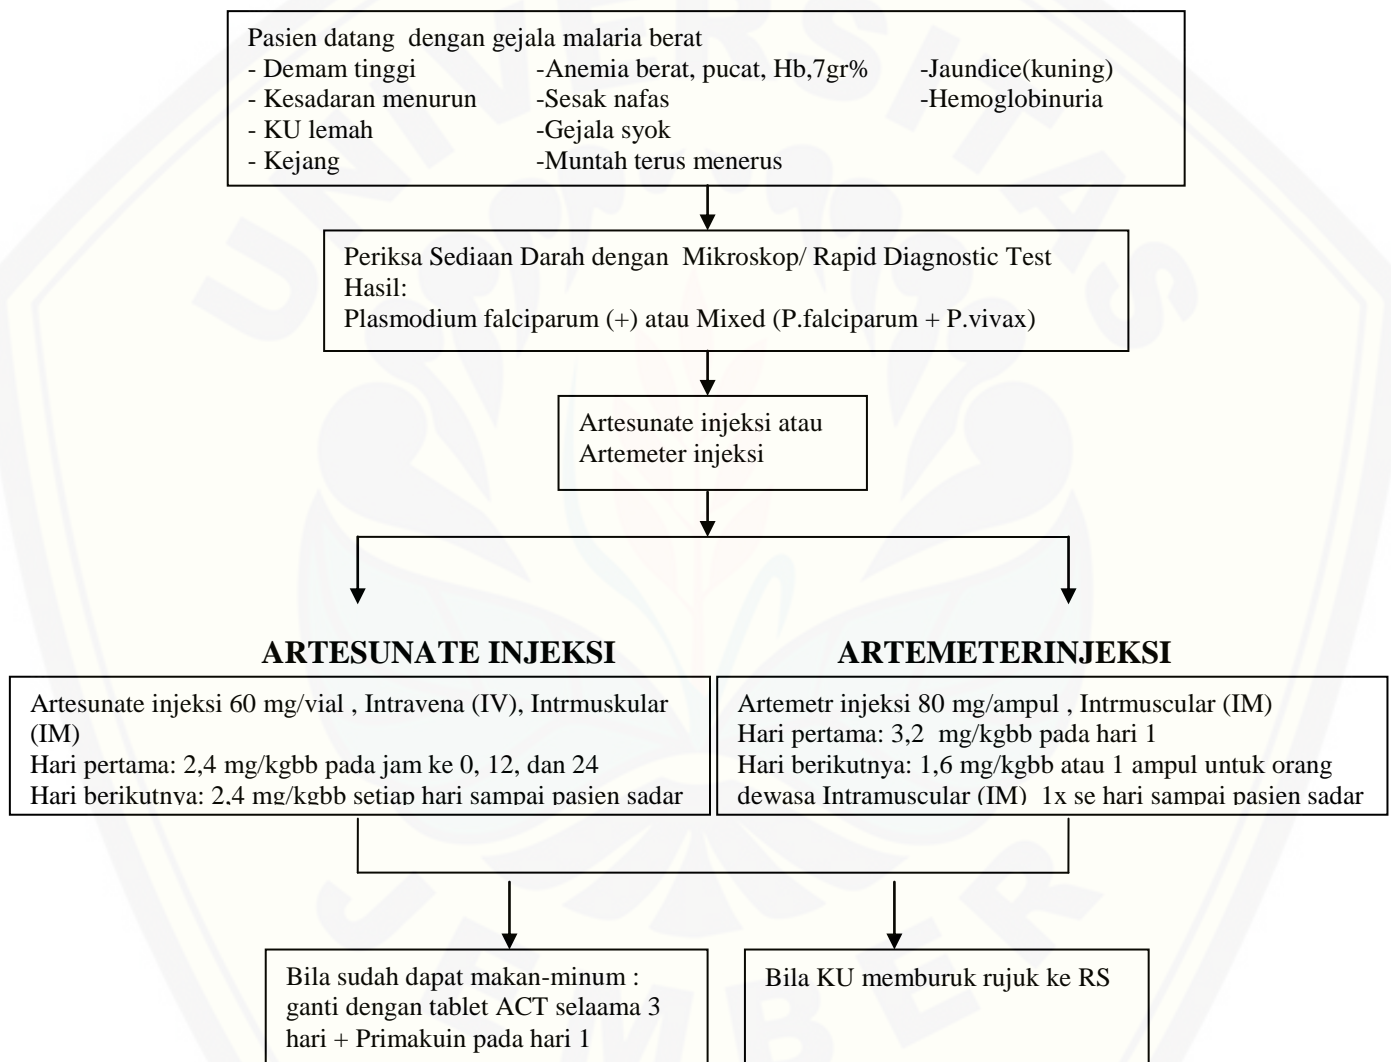 Pasien datang dengan gejala malaria berat
- Demam tinggi -Anemia berat, pucat, Hb,7gr% -Jaundice(kuning)
- Kesadaran menurun -Sesak nafas -Hemoglobinuria
- KU lemah -Gejala syok
- Kejang -Muntah terus menerus
Periksa Sediaan Darah dengan Mikroskop/ Rapid Diagnostic Test
Hasil:
Plasmodium falciparum (+) atau Mixed (P.falciparum + P.vivax)
Artesunate injeksi atau
Artemeter injeksi
ARTESUNATE INJEKSI
Artesunate injeksi 60 mg/vial , Intravena (IV), Intrmuskular
(IM)
Hari pertama: 2,4 mg/kgbb pada jam ke 0, 12, dan 24
Hari berikutnya: 2,4 mg/kgbb setiap hari sampai pasien sadar
ARTEMETERINJEKSI
Artemetr injeksi 80 mg/ampul , Intrmuscular (IM)
Hari pertama: 3,2 mg/kgbb pada hari 1
Hari berikutnya: 1,6 mg/kgbb atau 1 ampul untuk orang
dewasa Intramuscular (IM) 1x se hari sampai pasien sadar
Bila sudah dapat makan-minum :
ganti dengan tablet ACT selaama 3
hari + Primakuin pada hari 1
Bila KU memburuk rujuk ke RS
UNIVERSITAS
JEMBER